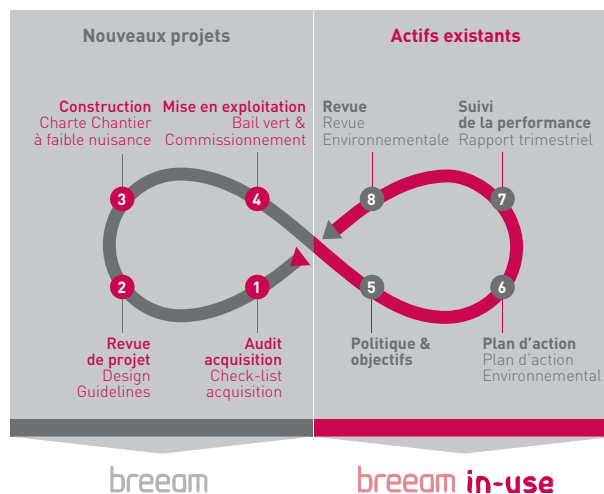 Nouveaux projets
Actifs existants
Construction
Charte Chantier
à faible nuisance
Mise en exploitation
Bail vert &
Commissionnement
Revue
Revue
Environnementale
Suivi
de la performance
Rapport trimestriel
3
4
8
7
2
1
5
6
Revue
de projet
Design
Guidelines
Audit
acquisition
Check-list
acquisition
Politique &
objectifs
Plan d'action
Plan d'action
Environnemental
breeam
breeam in-use